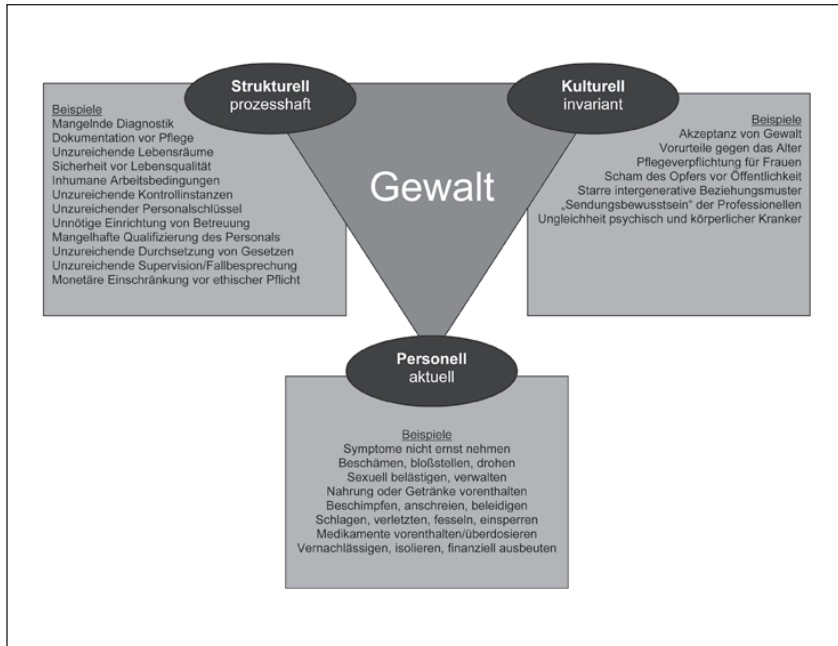 Strukturell
prozesshaft
Beispiele
Mangelnde Diagnostik
Dokumentation vor Pflege
Unzureichende Lebensräume
Sicherheit vor Lebensqualität
Inhumane Arbeitsbedingungen
Unzureichende Kontrollinstanzen
Unzureichender Personalschlüssel
Unnötige Einrichtung von Betreuung
Mangelhafte Qualifizierung des Personals
Unzureichende Durchsetzung von Gesetzen
Unzureichende Supervision/Fallbesprechung
Monetäre Einschränkung vor ethischer Pflicht
Gewalt
Kulturell
invariant
Beispiele
Akzeptanz von Gewalt
Vorurteile gegen das Alter
Pflegeverpflichtung für Frauen
Scham des Opfers vor Öffentlichkeit
Starre intergenerative Beziehungsmuster
„Sendungsbewusstsein“ der Professionellen
Ungleichheit psychisch und körperlicher Kranker
Personell
aktuell
Beispiele
Symptome nicht ernst nehmen
Beschämen, bloßstellen, drohen
Sexuell belästigen, verwalten
Nahrung oder Getränke vorenthalten
Beschimpfen, anschreien, beleidigen
Schlagen, verletzten, fesseln, einsperren
Medikamente vorenthalten/überdosieren
Vernachlässigen, isolieren, finanziell ausbeuten